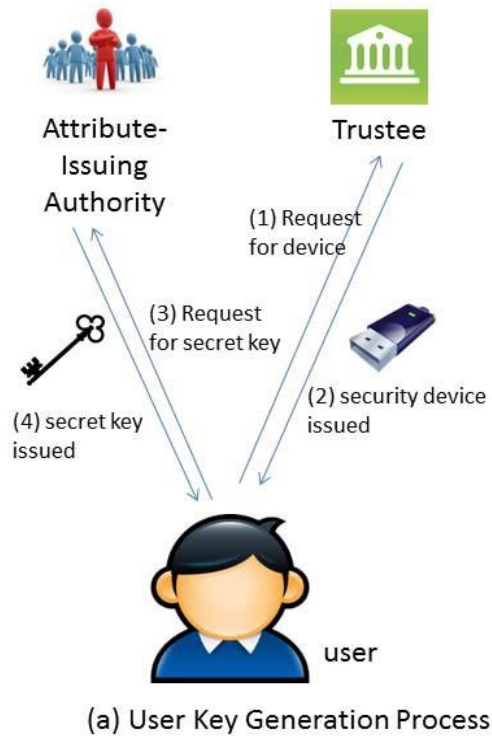 Attribute-
Issuing
Authority
Trustee
(1) Request
for device
(3) Request
for secret key
(2) security device
issued
(4) secret key
issued
user
(a) User Key Generation Process